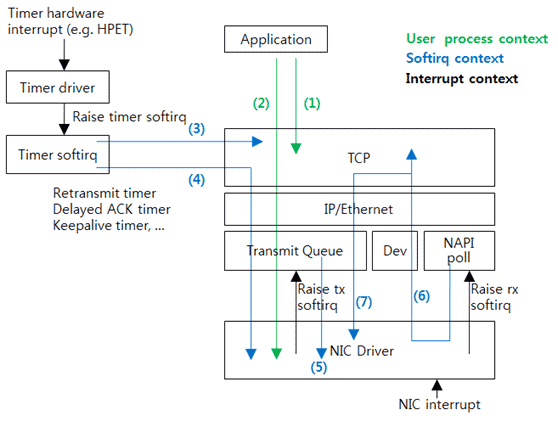 Timer hardware
interrupt (e.g. HPET)
Application
User process context
Softirq context
Interrupt context
Timer driver
(2)
(1)
Raise timer softirq
(3)
Timer softirq
TCP
(4)
Retransmit timer
Delayed ACK timer
Keepalive timer, ...
IP/Ethernet
Transmit Queue
Dev
NAPI
poll
Raise tx
softirq
(7)
(6)
Raise rx
softirq
NIC Driver
(5)
NIC interrupt